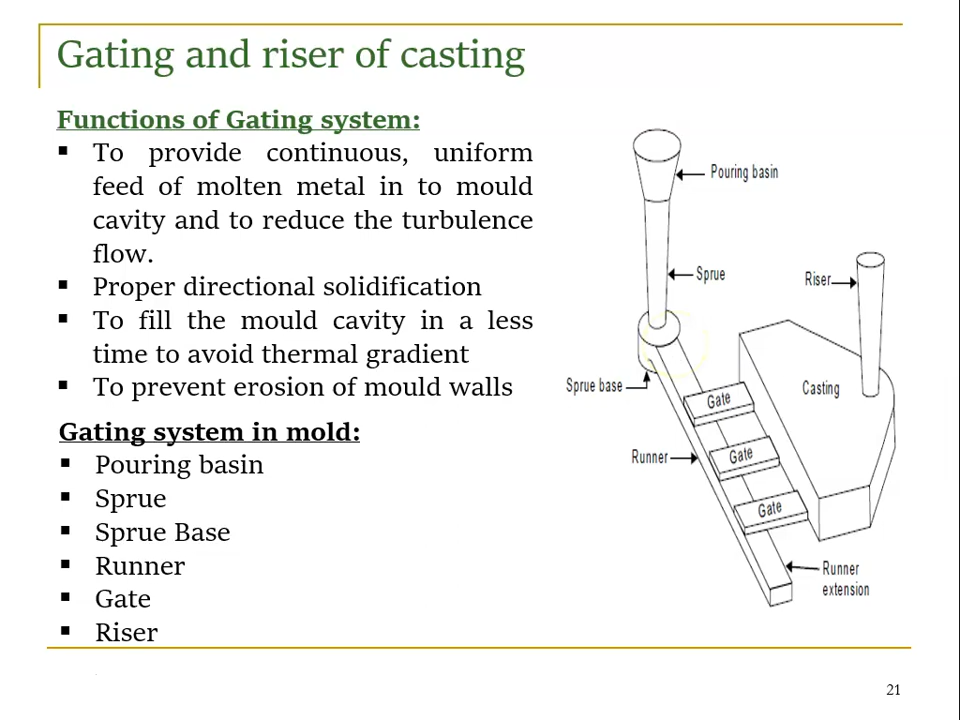 Gating and riser of casting
Functions of Gating system:
▪ To provide continuous, uniform
feed of molten metal in to mould
cavity and to reduce the turbulence
flow.
▪ Proper directional solidification
▪ To fill the mould cavity in a less
time to avoid thermal gradient
▪ To prevent erosion of mould walls
Gating system in mold:
▪ Pouring basin
▪ Sprue
▪ Sprue Base
▪ Runner
▪ Gate
▪ Riser
Pouring basin
Sprue
Riser
Sprue base
Casting
Gate
Runner
Gate
Gate
Runner
extension
21